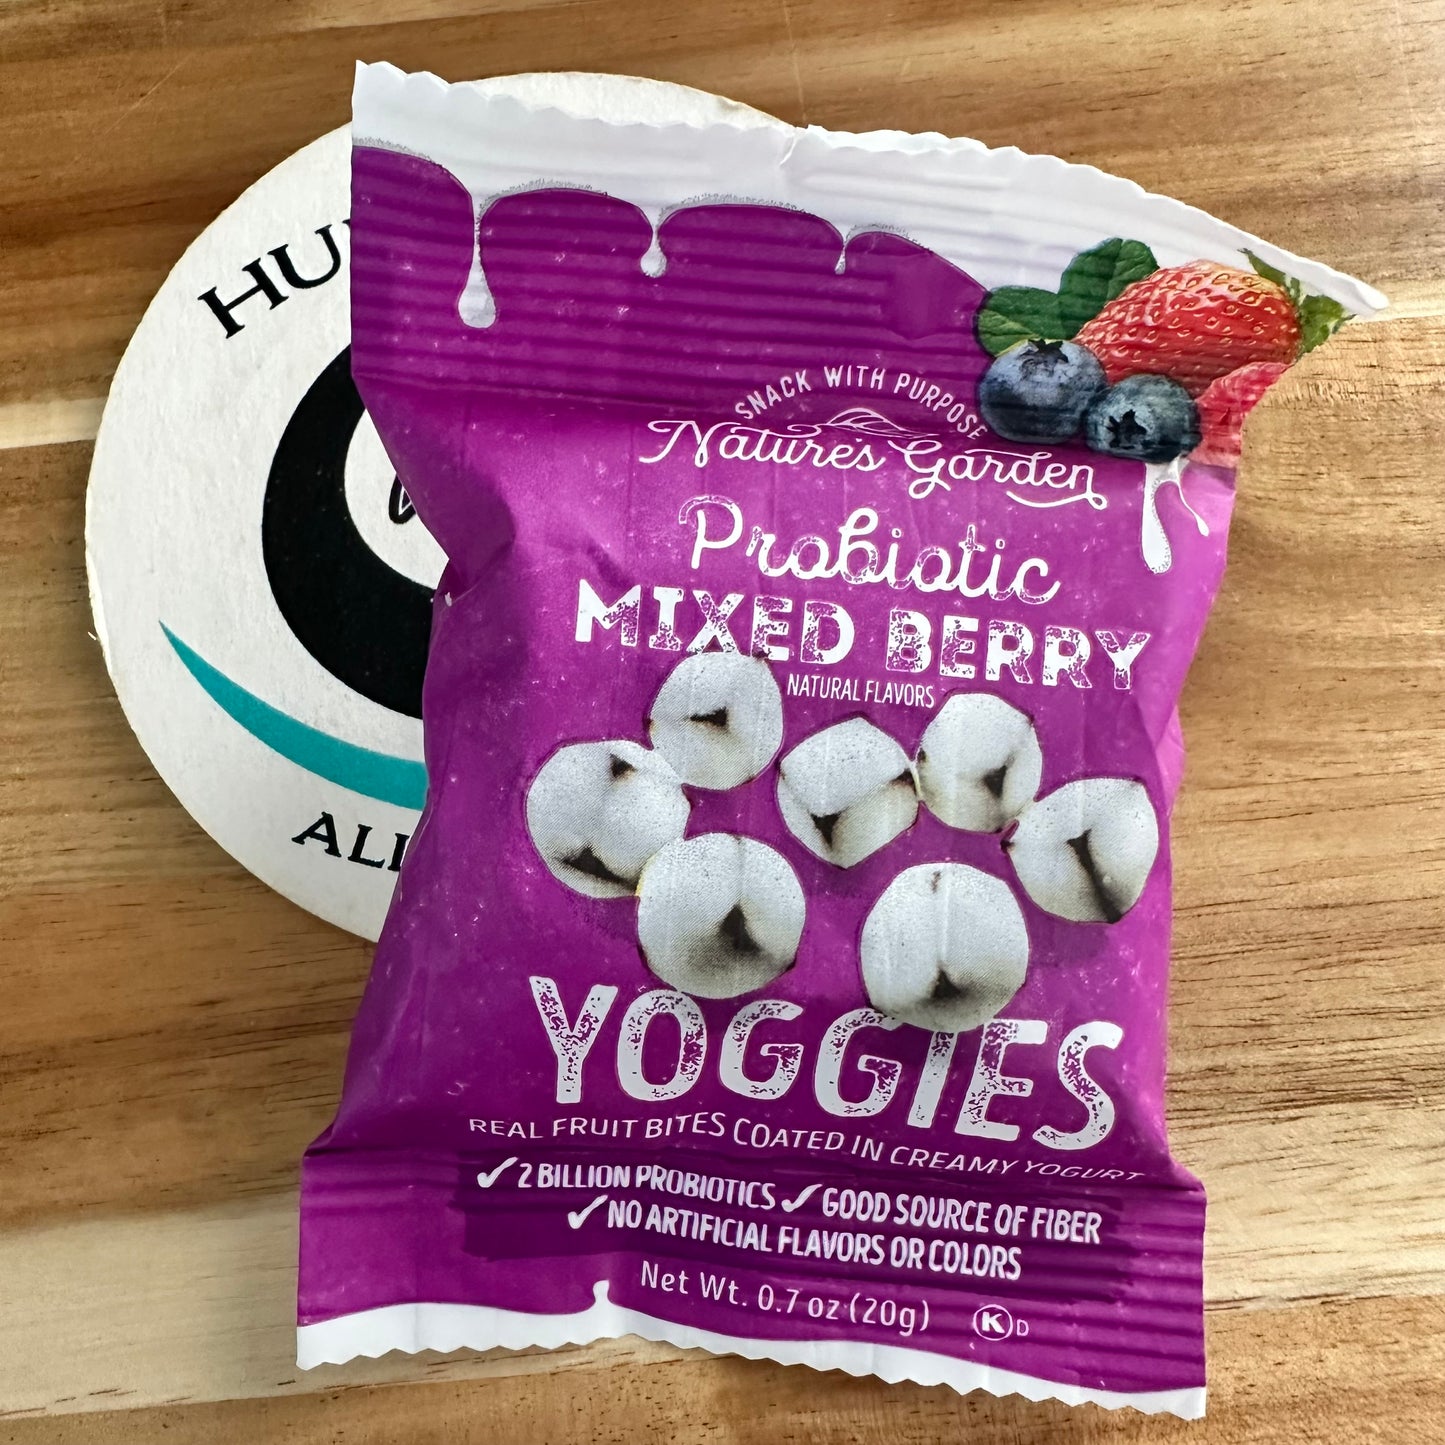 SNACK WITH PURPOSE
Nature's Garden
Probiotic
MIXED BERRY
NATURAL FLAVORS
YOGGIES
REAL FRUIT BITES COATED IN CREAMY YOGURT
✓ 2 BILLION PROBIOTICS ✓ GOOD SOURCE OF FIBER
✓ NO ARTIFICIAL FLAVORS OR COLORS
Net Wt. 0.7 oz (20g)
K D